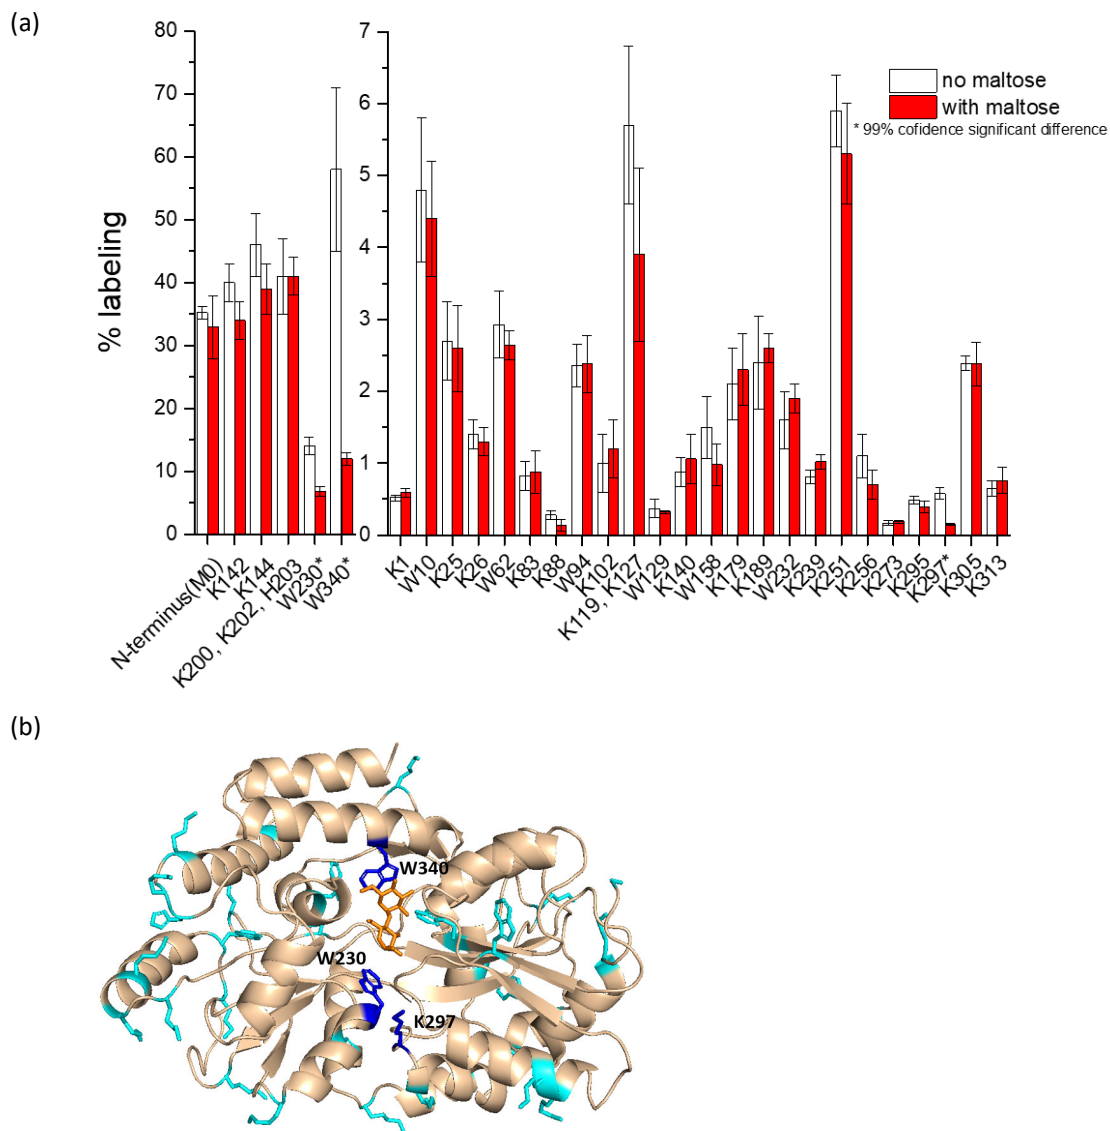 (a)
% labeling
80
70
60
50
40
30
20
10
0
7
6
5
4
3
2
1
0
no maltose
with maltose
* 99% cofidence significant difference
N-terminus(M0)
K142
K144
K200, K202, H203
W230*
W340*
K1
W10
K25
K26
W62
K83
K88
W94
K102
K119, K127
W129
K140
W158
K179
K189
W232
K239
K251
K256
K273
K295
K297*
K305
K313
(b)
W340
W230
K297